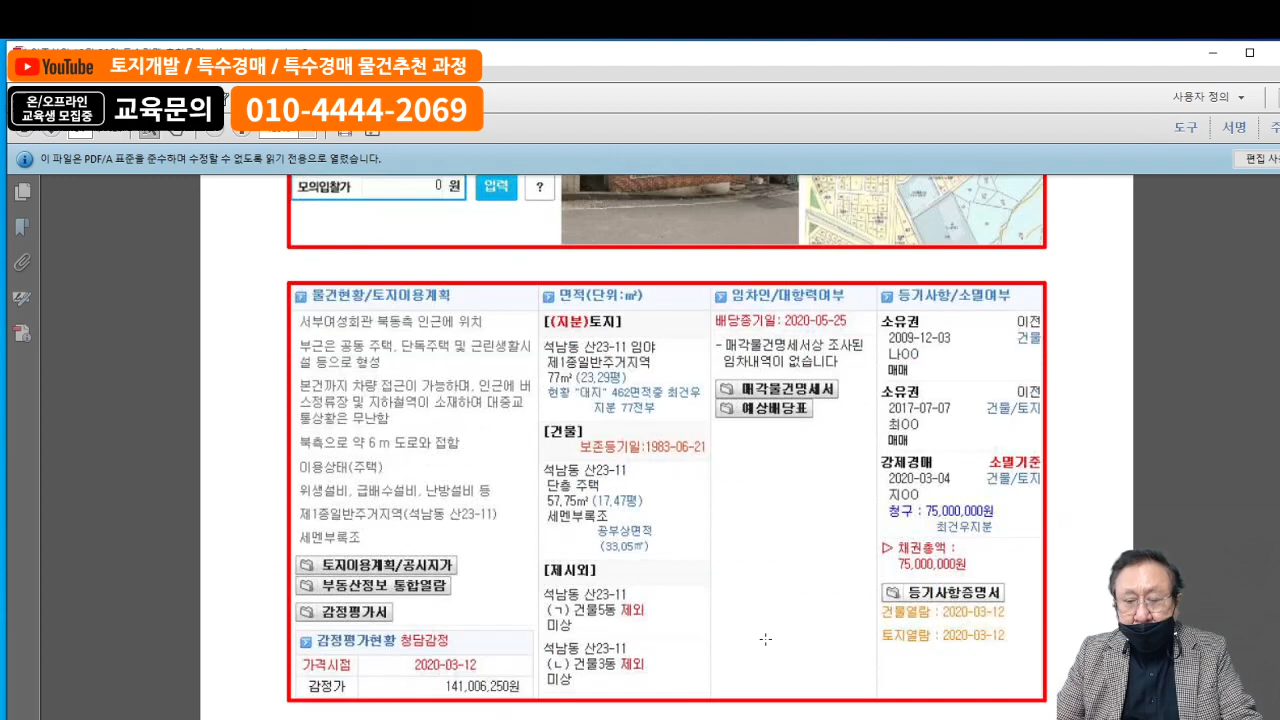 YouTube 토지개발 / 특수경매 / 특수경매 물건추천 과정
온/오프라인
교육생 모집중
교육문의
010-4444-2069
사용자 정의
도구
서명
이 파일은 PDF/A 표준을 준수하며 수정할 수 없도록 읽기 전용으로 열렸습니다.
모의입찰가
0 원
입력
?
물건현황/토지이용계획
서부여성회관 북동측 인근에 위치
부근은 공동 주택, 단독주택 및 근린생활시
설 등으로 형성
본건까지 차량 접근이 가능하며, 인근에 버
스정류장 및 지하철역이 소재하여 대중교
통상황은 무난함
북측으로 약 6 m 도로와 접함
이용상태(주택)
위생설비, 급배수설비, 난방설비 등
제1종일반주거지역(석남동 산23-11)
세멘부록조
토지이용계획/공시지가
부동산정보 통합열람
감정평가서
감정평가현황 청담감정
가격시점 2020-03-12
감정가 141,006,250원
면적(단위:㎡)
[(지분)토지]
석남동 산23-11 임야
제1종일반주거지역
77㎡ (23,29평)
현황 "대지" 462면적중 최건우
지분 77전부
[건물]
보존등기일:1983-06-21
석남동 산23-11
단층 주택
57,75㎡ (17,47평)
세멘부록조
공부상면적
(33,05㎡)
[제시외]
석남동 산23-11
(ㄱ) 건물5동 제외
미상
석남동 산23-11
(ㄴ) 건물3동 제외
미상
임차인/대항력여부
배당종기일: 2020-05-25
- 매각물건명세서상 조사된
임차내역이 없습니다
매각물건명세서
예상배당표
등기사항/소멸여부
소유권 이전
2009-12-03 건물
나OO
매매
소유권 이전
2017-07-07 건물/토지
최OO
매매
강제경매 소멸기준
2020-03-04 건물/토지
지OO
청구 : 75,000,000원
최건우지분
▷ 채권총액 :
75,000,000원
등기사항증명서
건물열람 : 2020-03-12
토지열람 : 2020-03-12